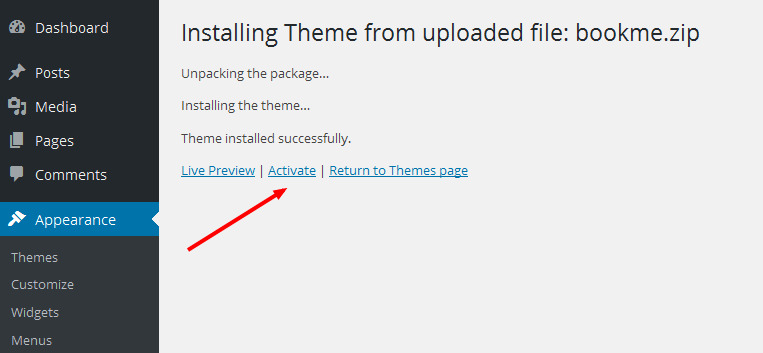 Dashboard
Posts
Media
Pages
Comments
Appearance
Themes
Customize
Widgets
Menus
Installing Theme from uploaded file: bookme.zip
Unpacking the package…
Installing the theme…
Theme installed successfully.
Live Preview | Activate | Return to Themes page